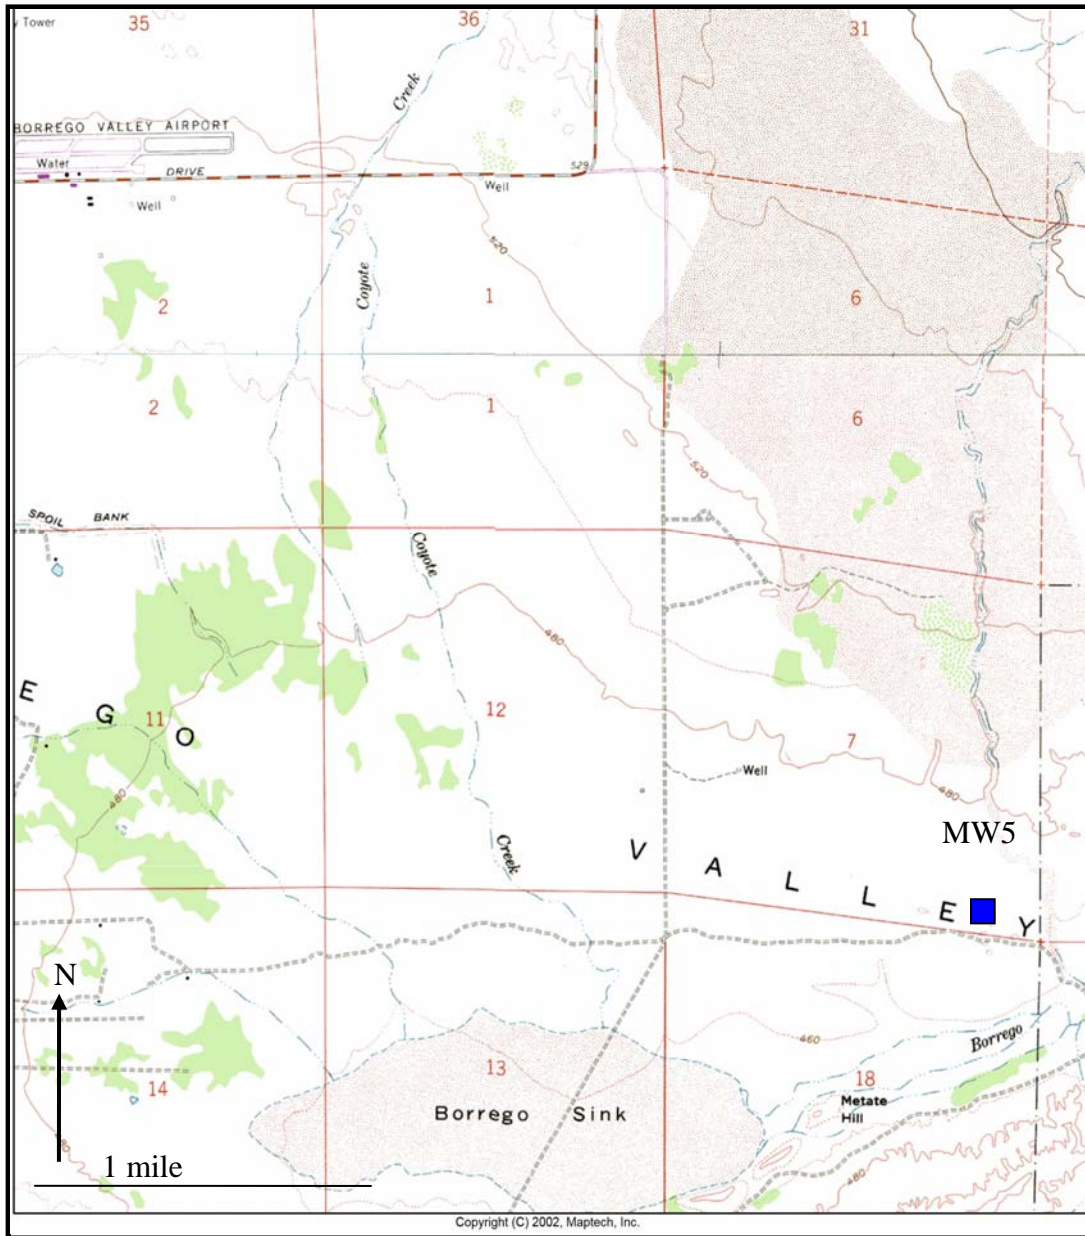 y Tower
35
36
31
Creek
BORREGO VALLEY AIRPORT
Water
DRIVE
529
Well
Well
520
Coyote
2
1
6
2
1
6
520
SPOIL BANK
Coyote
480
E G O
11
12
7
480
Well
480
MW5
Creek
V A L L E Y
N
460
Borrego
14
13
18
Metate
Hill
Borrego Sink
480
480
1 mile
Copyright (C) 2002, Maptech, Inc.